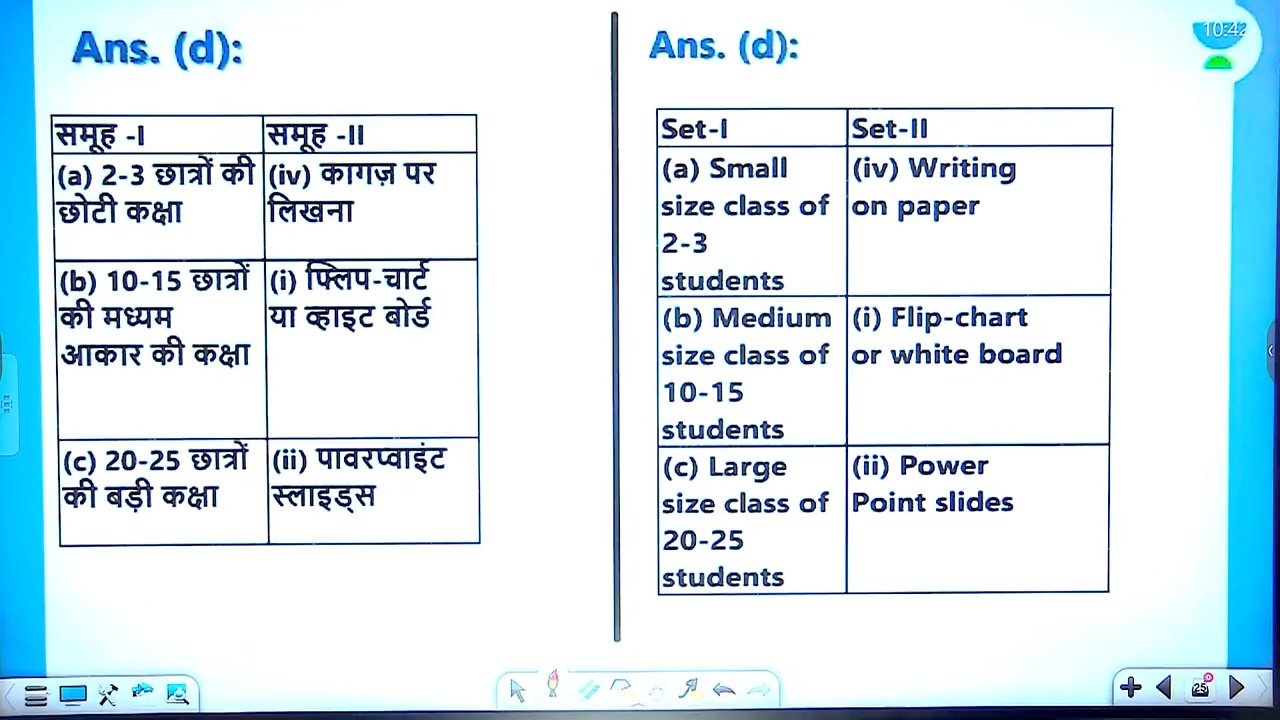 Ans. (d):
समूह -I
समूह -II
(a) 2-3 छात्रों की
छोटी कक्षा
(iv) कागज़ पर
लिखना
(b) 10-15 छात्रों
की मध्यम
आकार की कक्षा
(i) फ्लिप-चार्ट
या व्हाइट बोर्ड
(c) 20-25 छात्रों
की बड़ी कक्षा
(ii) पावरप्वाइंट
स्लाइड्स
Ans. (d):
Set-I
Set-II
(a) Small
size class of
2-3
students
(iv) Writing
on paper
(b) Medium
size class of
10-15
students
(i) Flip-chart
or white board
(c) Large
size class of
20-25
students
(ii) Power
Point slides
10:42
25